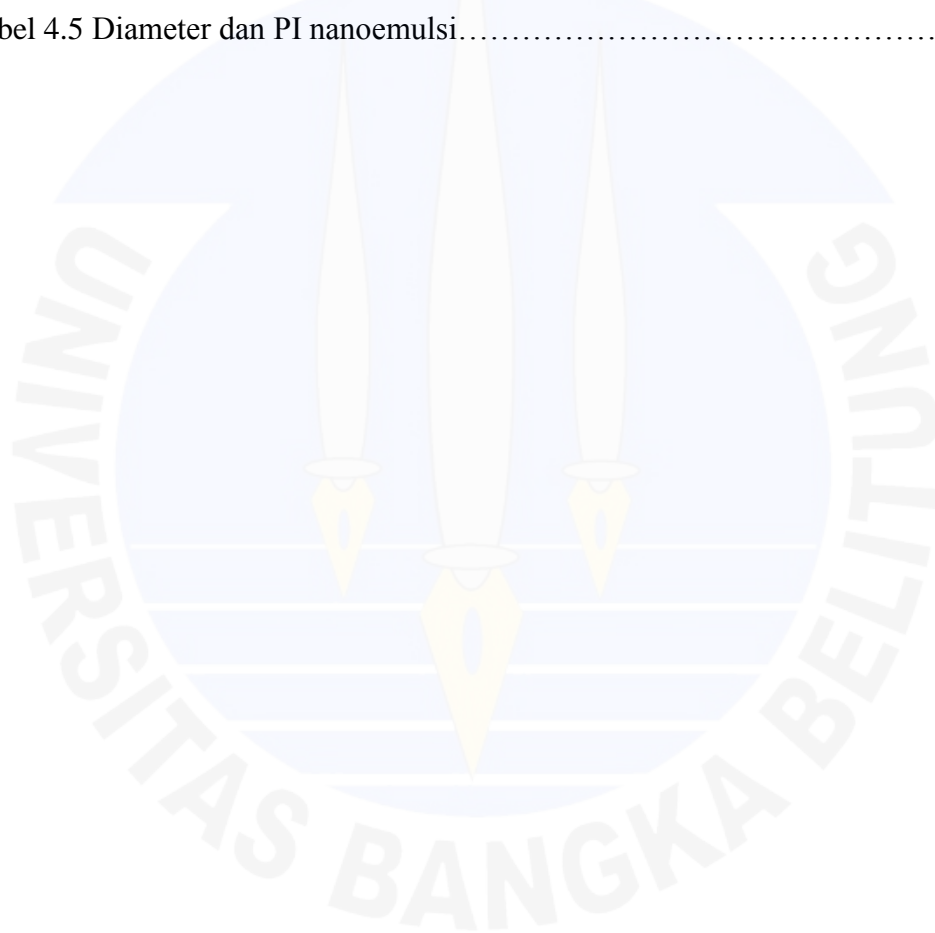 bel 4.5 Diameter dan PI nanoemulsi……………………………………………
UNIVERSITAS BANGKA BELITUNG